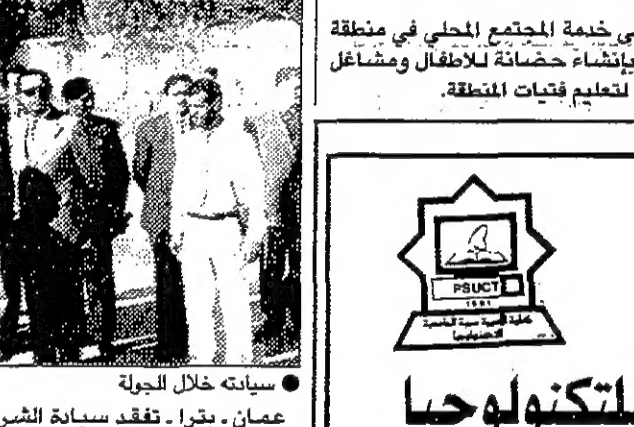 ي خدمة المجتمع المحلي في منطقة
بإنشاء حضانة للاطفال ومشاغل
لتعليم فتيات المنطقة.
PSUCT
1991
للتكنولوجيا
● سيادته خلال الجولة
عمان ـ بترا ـ تفقد سيادة الشر